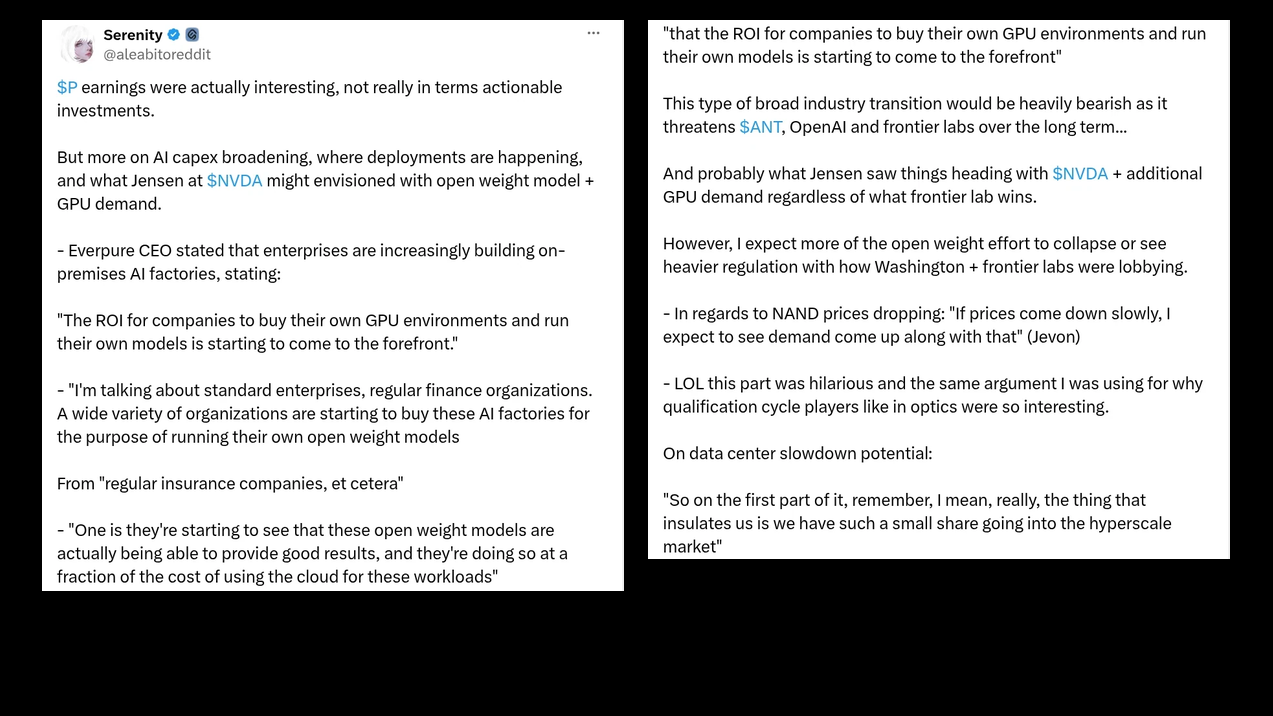 Serenity
@aleabitoreddit
$P earnings were actually interesting, not really in terms actionable
investments.
But more on AI capex broadening, where deployments are happening,
and what Jensen at $NVDA might envisioned with open weight model +
GPU demand.
- Everpure CEO stated that enterprises are increasingly building on-
premises AI factories, stating:
"The ROI for companies to buy their own GPU environments and run
their own models is starting to come to the forefront."
- "I'm talking about standard enterprises, regular finance organizations.
A wide variety of organizations are starting to buy these AI factories for
the purpose of running their own open weight models
From "regular insurance companies, et cetera"
- "One is they're starting to see that these open weight models are
actually being able to provide good results, and they're doing so at a
fraction of the cost of using the cloud for these workloads"
"that the ROI for companies to buy their own GPU environments and run
their own models is starting to come to the forefront"
This type of broad industry transition would be heavily bearish as it
threatens $ANT, OpenAI and frontier labs over the long term...
And probably what Jensen saw things heading with $NVDA + additional
GPU demand regardless of what frontier lab wins.
However, I expect more of the open weight effort to collapse or see
heavier regulation with how Washington + frontier labs were lobbying.
- In regards to NAND prices dropping: "If prices come down slowly, I
expect to see demand come up along with that" (Jevon)
- LOL this part was hilarious and the same argument I was using for why
qualification cycle players like in optics were so interesting.
On data center slowdown potential:
"So on the first part of it, remember, I mean, really, the thing that
insulates us is we have such a small share going into the hyperscale
market"